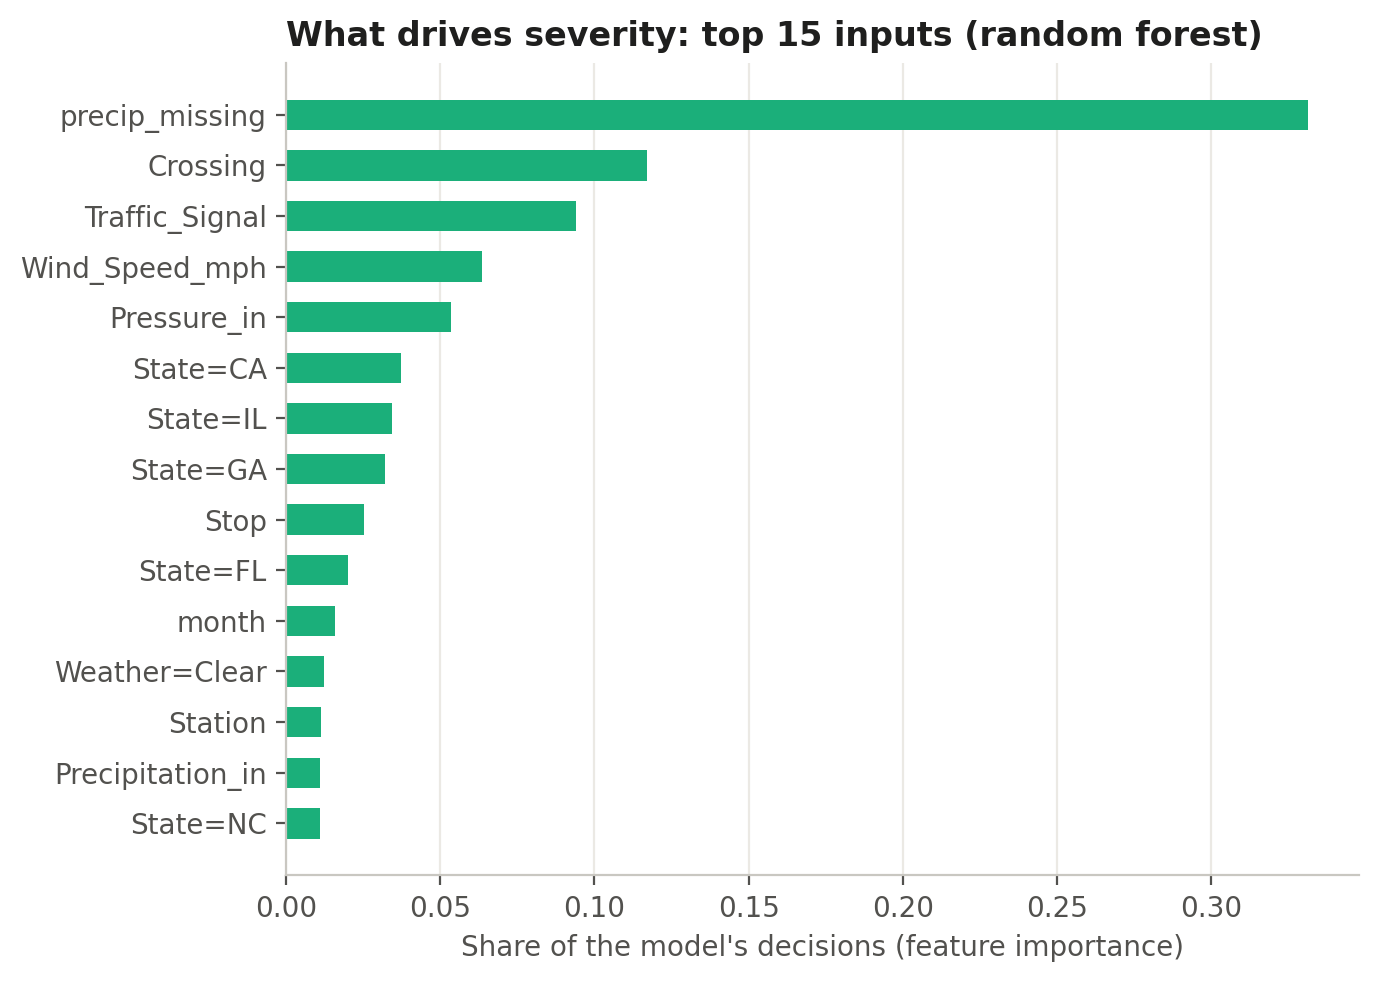 What drives severity: top 15 inputs (random forest)
precip_missing
Crossing
Traffic_Signal
Wind_Speed_mph
Pressure_in
State=CA
State=IL
State=GA
Stop
State=FL
month
Weather=Clear
Station
Precipitation_in
State=NC
0.00 0.05 0.10 0.15 0.20 0.25 0.30
Share of the model's decisions (feature importance)